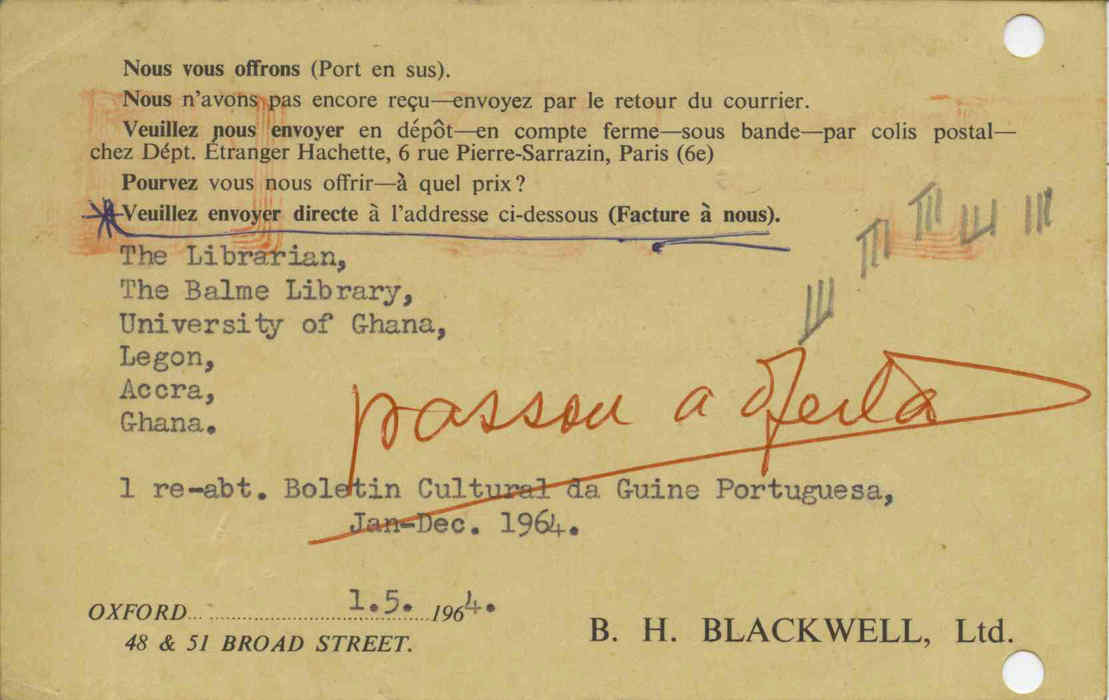 Nous vous offrons (Port en sus).
Nous n'avons pas encore reçu—envoyez par le retour du courrier.
Veuillez nous envoyer en dépôt—en compte ferme—sous bande—par colis postal—
chez Dépt. Étranger Hachette, 6 rue Pierre-Sarrazin, Paris (6e)
Pourvez vous nous offrir—à quel prix?
Veuillez envoyer directe à l'addresse ci-dessous (Facture à nous).
The Librarian,
The Balme Library,
University of Ghana,
Legon,
Accra,
Ghana.
passou a oferta
1 re-abt. Boletin Cultural da Guine Portuguesa,
Jan-Dec. 1964.
OXFORD 1.5. 1964.
48 & 51 BROAD STREET.
B. H. BLACKWELL, Ltd.